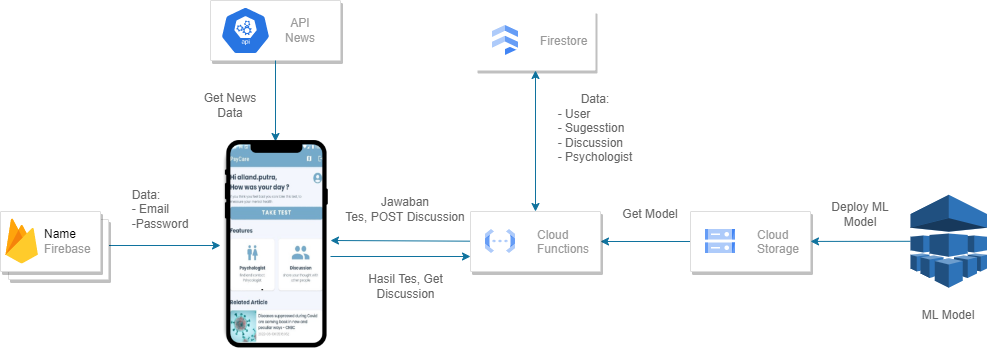 API
News
api
Firestore
Get News
Data
Data:
- User
- Sugesstion
- Discussion
- Psychologist
PayCare
Hi alland.putra,
How was your day ?
TAKE TEST
Features
Psychologist
Discussion
Related Article
Data:
- Email
-Password
Name
Firebase
Jawaban
Tes, POST Discussion
Hasil Tes, Get
Discussion
Cloud
Functions
Get Model
Cloud
Storage
Deploy ML
Model
ML Model